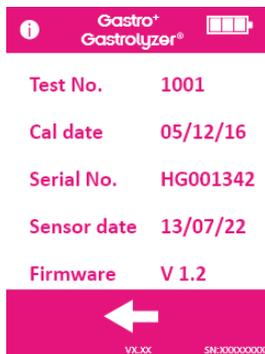 i
Gastro⁺
Gastrolyzer®
Test No. 1001
Cal date 05/12/16
Serial No. HG001342
Sensor date 13/07/22
Firmware V 1.2
VX.XX SN:XXXXXXXX